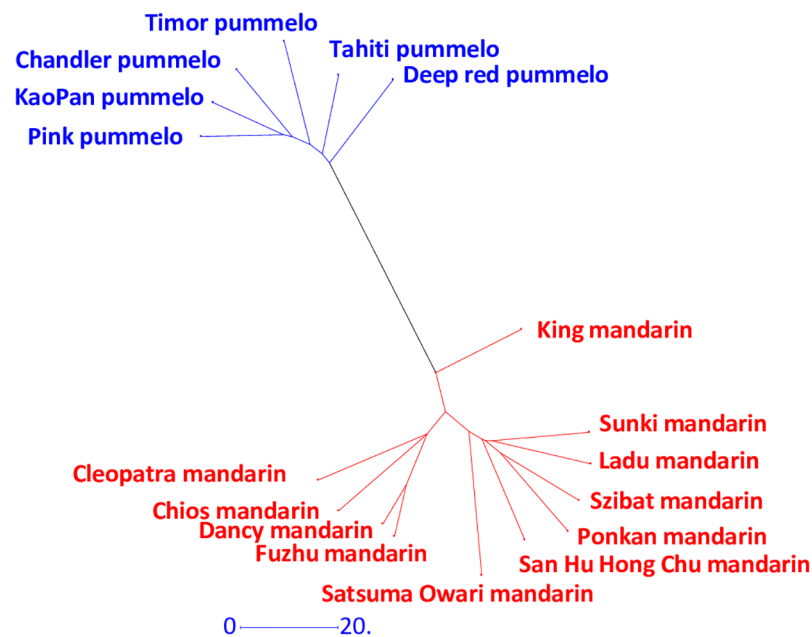 Timor pummelo
Tahiti pummelo
Chandler pummelo
Deep red pummelo
KaoPan pummelo
Pink pummelo
King mandarin
Sunki mandarin
Ladu mandarin
Cleopatra mandarin
Szibat mandarin
Chios mandarin
Dancy mandarin
Ponkan mandarin
Fuzhu mandarin
San Hu Hong Chu mandarin
Satsuma Owari mandarin
0 20.